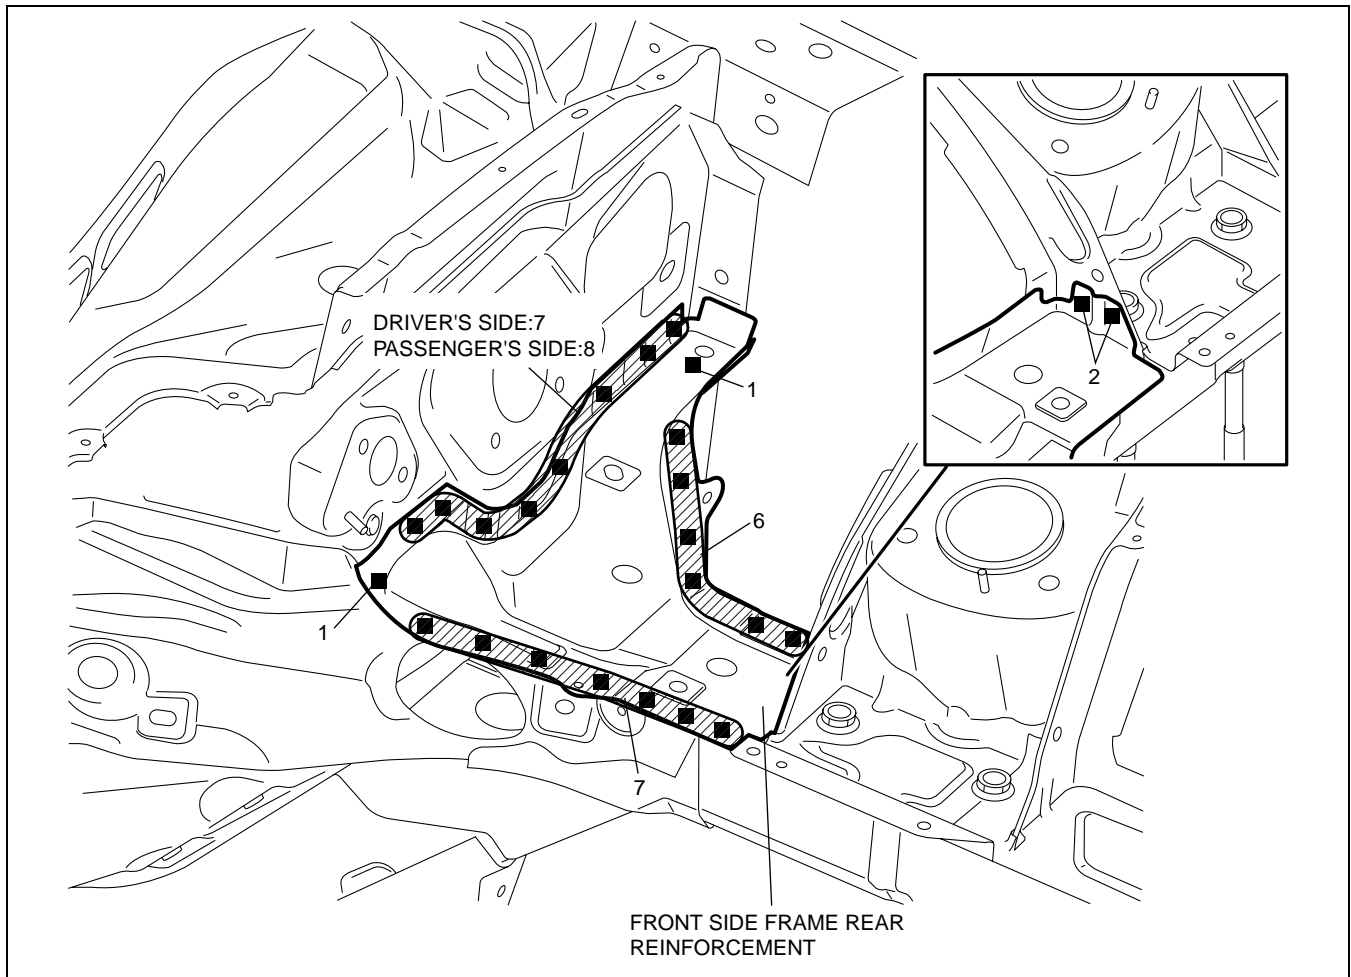 DRIVER'S SIDE:7
PASSENGER'S SIDE:8
1
2
6
1
7
FRONT SIDE FRAME REAR
REINFORCEMENT